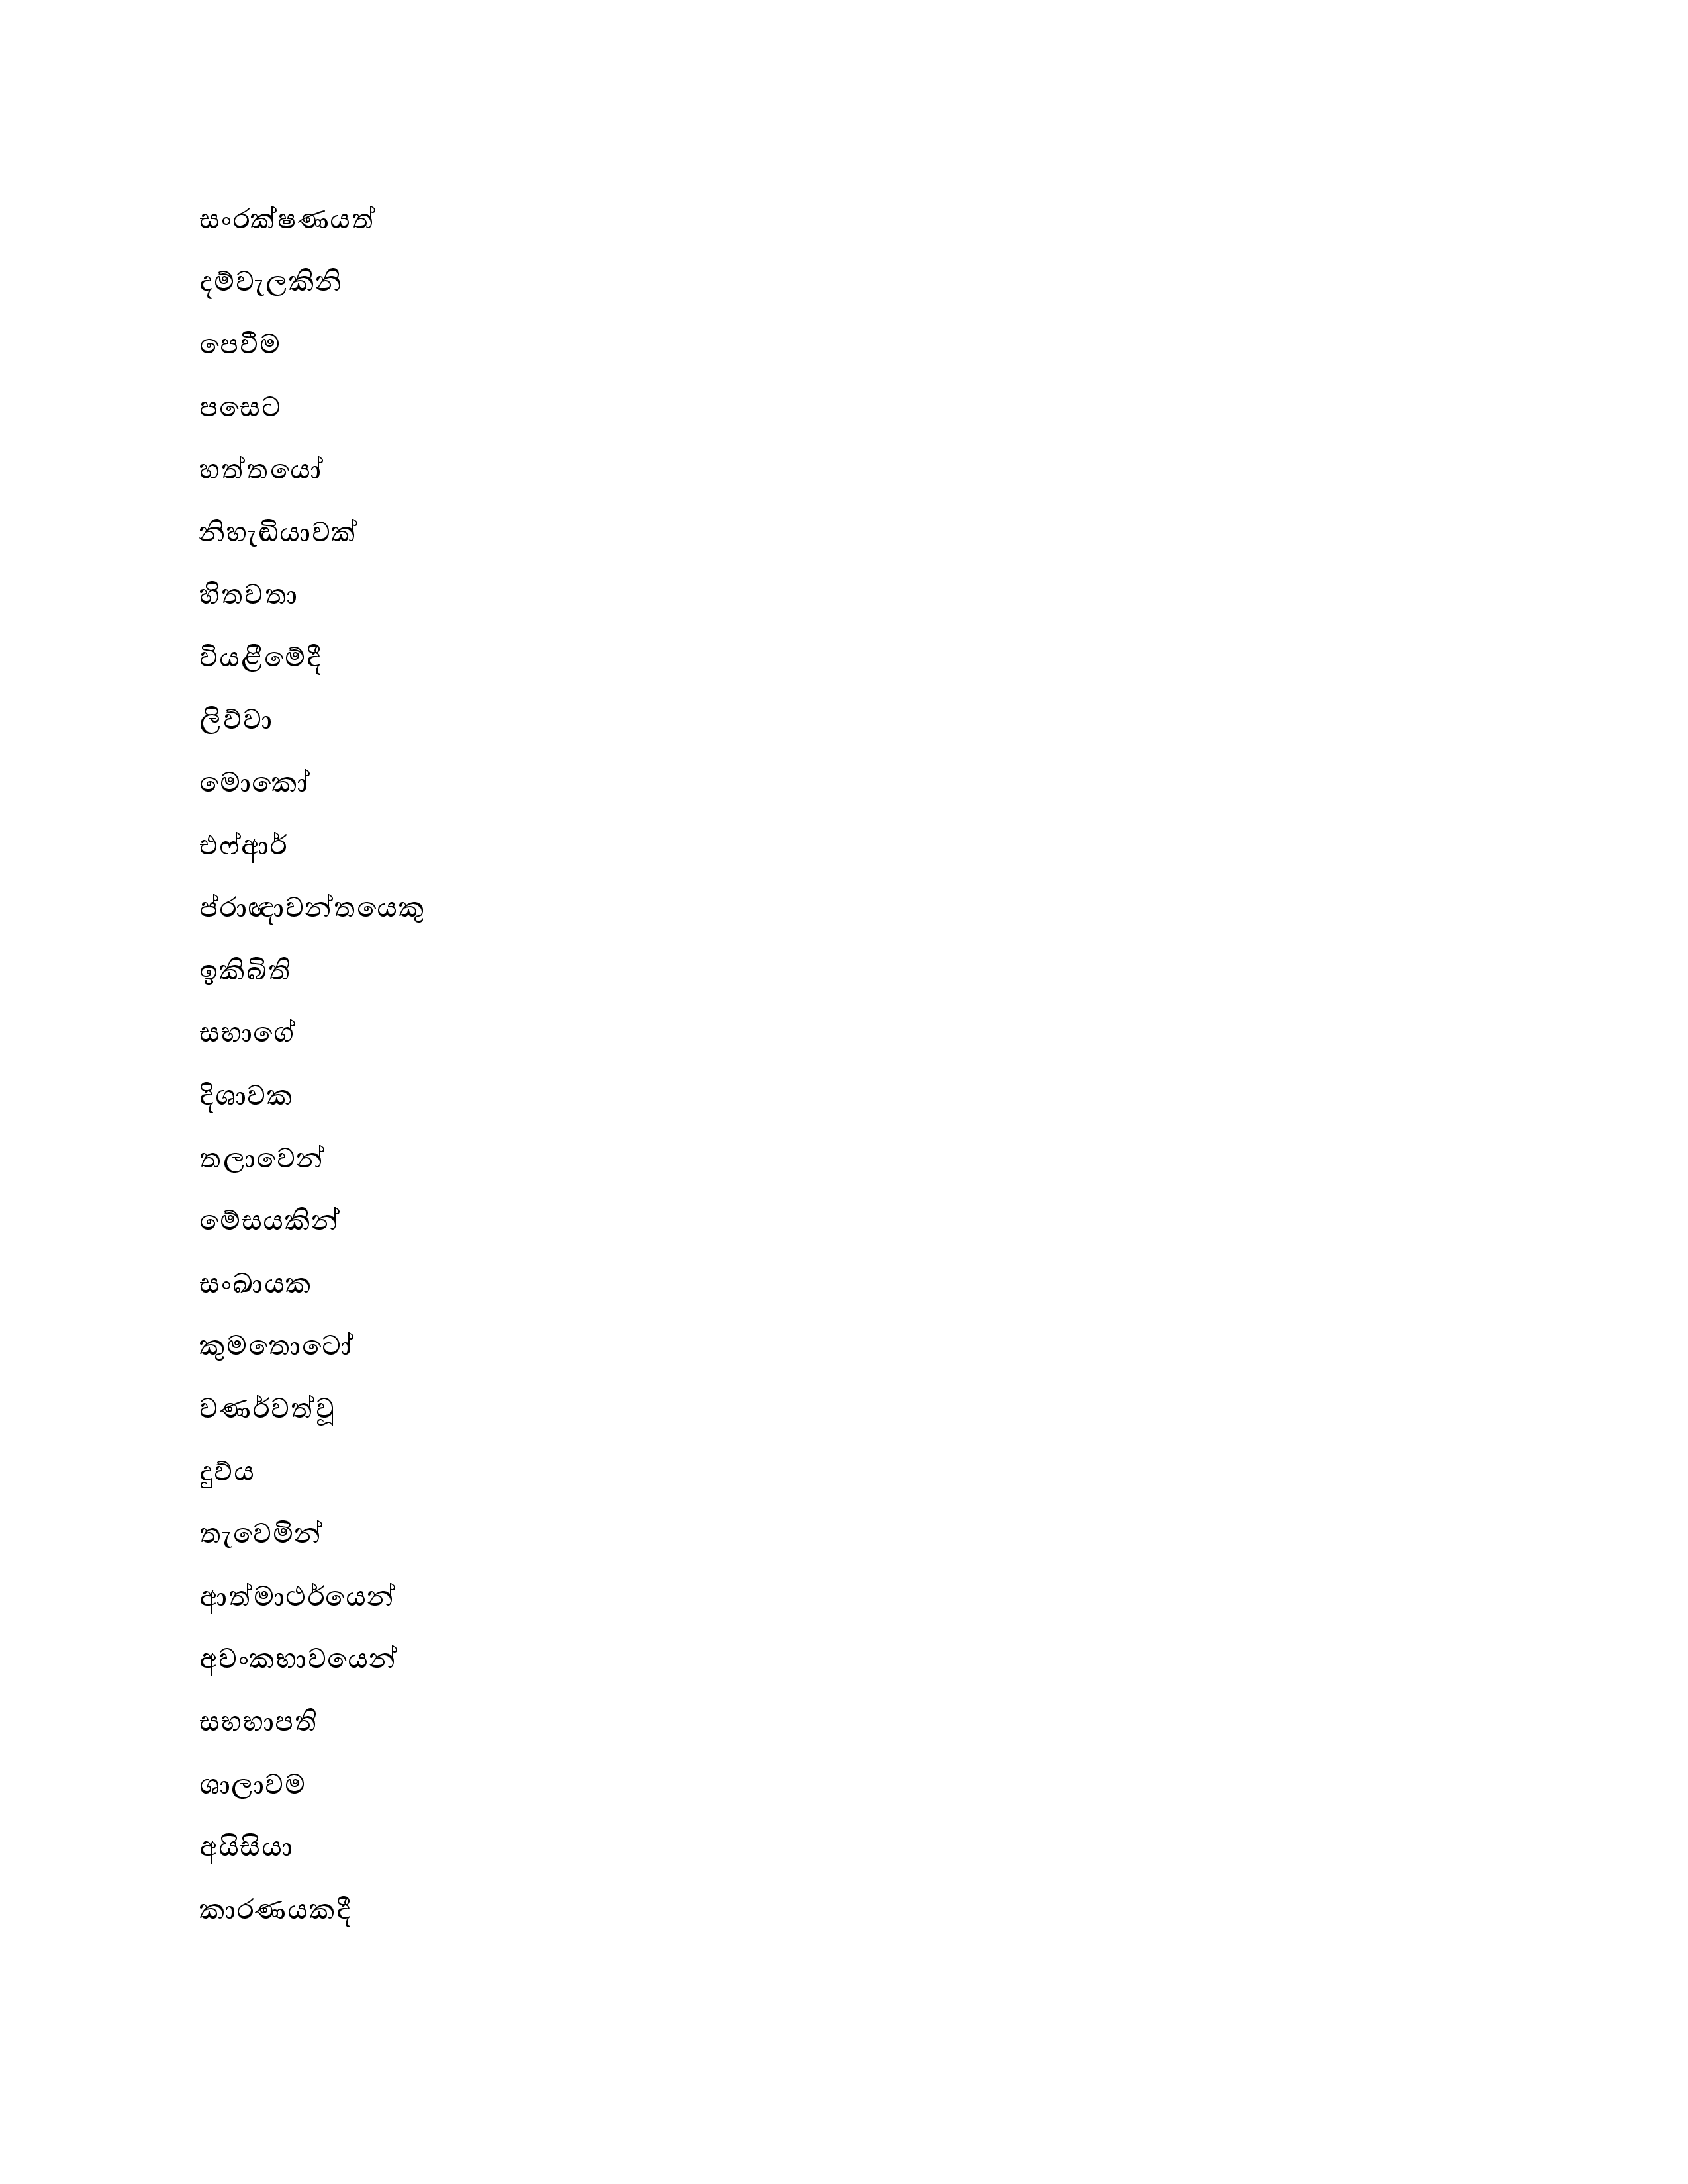 සංරක්ෂණයත්
දම්වැලකිනි
පෙවීම
පසෙට
හත්තයෝ
නිහැඬියාවක්
හිතවතා
වියළීමේදී
ලිව්වා
මොකෝ
එෆ්ආර්
ප්රාඥාවන්තයෙකු
ඉකිබිති
සභාගේ
දිශාවක
තලාවෙන්
මේසයකින්
සංඛායක
කුමතොටෝ
වණර්වත්වූ
ද්‍රව්ය
තැවෙමින්
ආත්මාථර්යෙන්
අවංකභාවයෙන්
සභභාපති
ශාලාවම
අයිසියා
කාරණයකදී